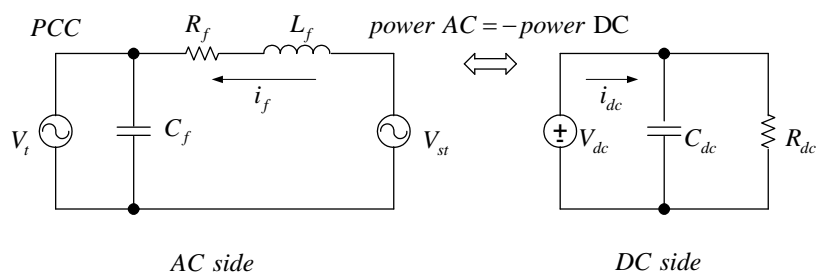 PCC
R_f
L_f
power AC = −power DC
i_f
i_dc
V_t
C_f
V_st
±
V_dc
C_dc
R_dc
AC side
DC side